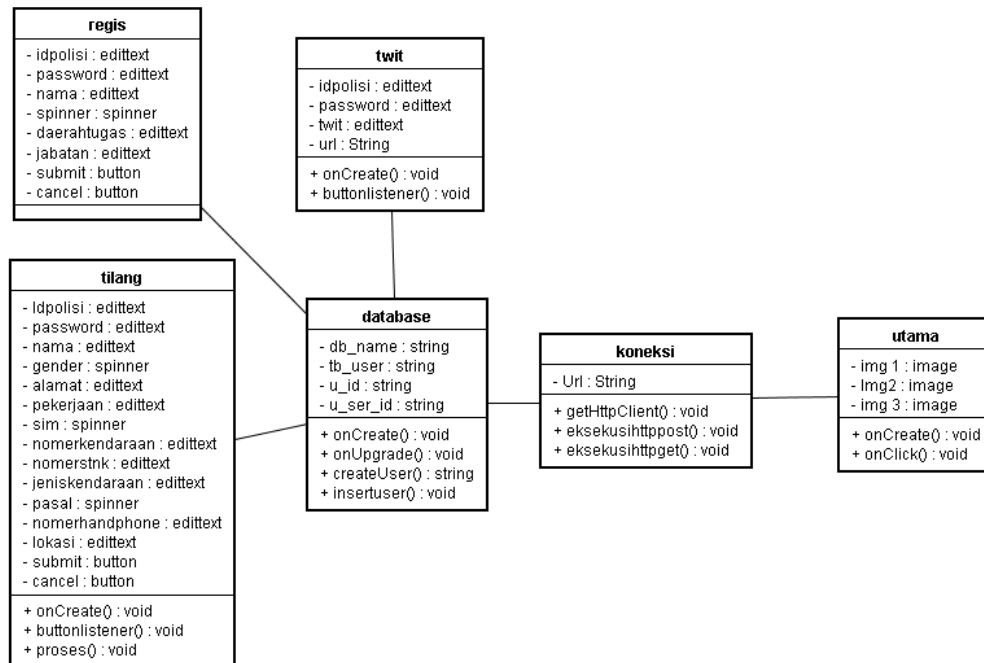 regis
- idpolisi : edittext
- password : edittext
- nama : edittext
- spinner : spinner
- daerahtugas : edittext
- jabatan : edittext
- submit : button
- cancel : button
twit
- idpolisi : edittext
- password : edittext
- twit : edittext
- url : String
+ onCreate() : void
+ buttonlistener() : void
tilang
- Idpolisi : edittext
- password : edittext
- nama : edittext
- gender : spinner
- alamat : edittext
- pekerjaan : edittext
- sim : spinner
- nomerkendaraan : edittext
- nomerstnk : edittext
- jeniskendaraan : edittext
- pasal : spinner
- nomerhandphone : edittext
- lokasi : edittext
- submit : button
- cancel : button
+ onCreate() : void
+ buttonlistener() : void
+ proses() : void
database
- db_name : string
- tb_user : string
- u_id : string
- u_ser_id : string
+ onCreate() : void
+ onUpgrade() : void
+ createUser() : string
+ insertuser() : void
koneksi
- Url : String
+ getHttpClient() : void
+ eksekusihttppost() : void
+ eksekusihttpget() : void
utama
- img 1 : image
- Img2 : image
- img 3 : image
+ onCreate() : void
+ onClick() : void